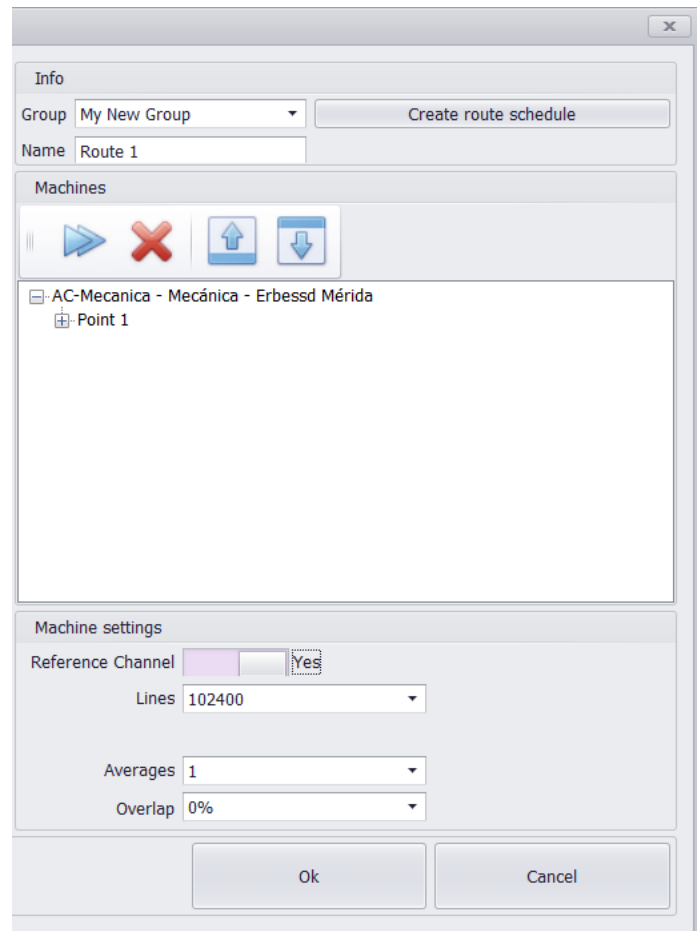 Info
Group My New Group Create route schedule
Name Route 1
Machines
AC-Mecanica - Mecánica - Erbessd Mérida
Point 1
Machine settings
Reference Channel Yes
Lines 102400
Averages 1
Overlap 0%
Ok Cancel